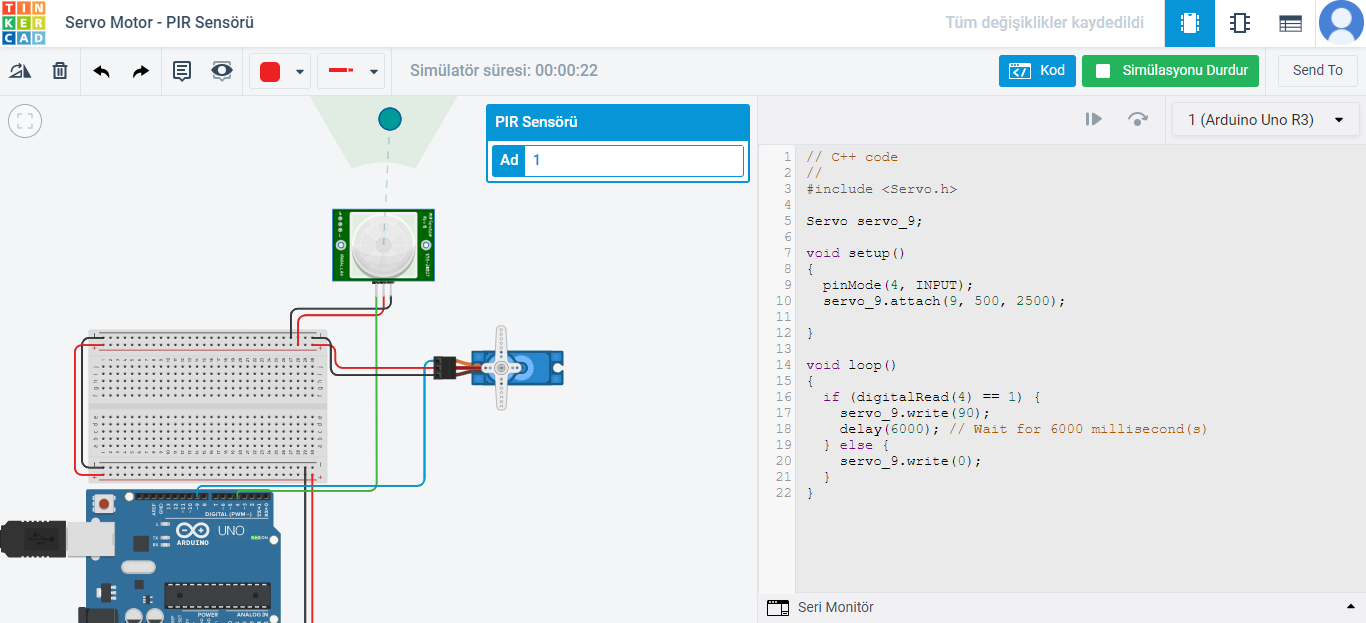 TINKERCAD
Servo Motor - PIR Sensörü
Tüm değişiklikler kaydedildi
Simülatör süresi: 00:00:22
Kod
Simülasyonu Durdur
Send To
PIR Sensörü
Ad 1
1 (Arduino Uno R3)
1 // C++ code
2 //
3 #include <Servo.h>
4
5 Servo servo_9;
6
7 void setup()
8 {
9 pinMode(4, INPUT);
10 servo_9.attach(9, 500, 2500);
11
12 }
13
14 void loop()
15 {
16 if (digitalRead(4) == 1) {
17 servo_9.write(90);
18 delay(6000); // Wait for 6000 millisecond(s)
19 } else {
20 servo_9.write(0);
21 }
22 }
DIGITAL (PWM~)
UNO
ARDUINO
TX
RX
ON
POWER
ANALOG IN
Seri Monitör